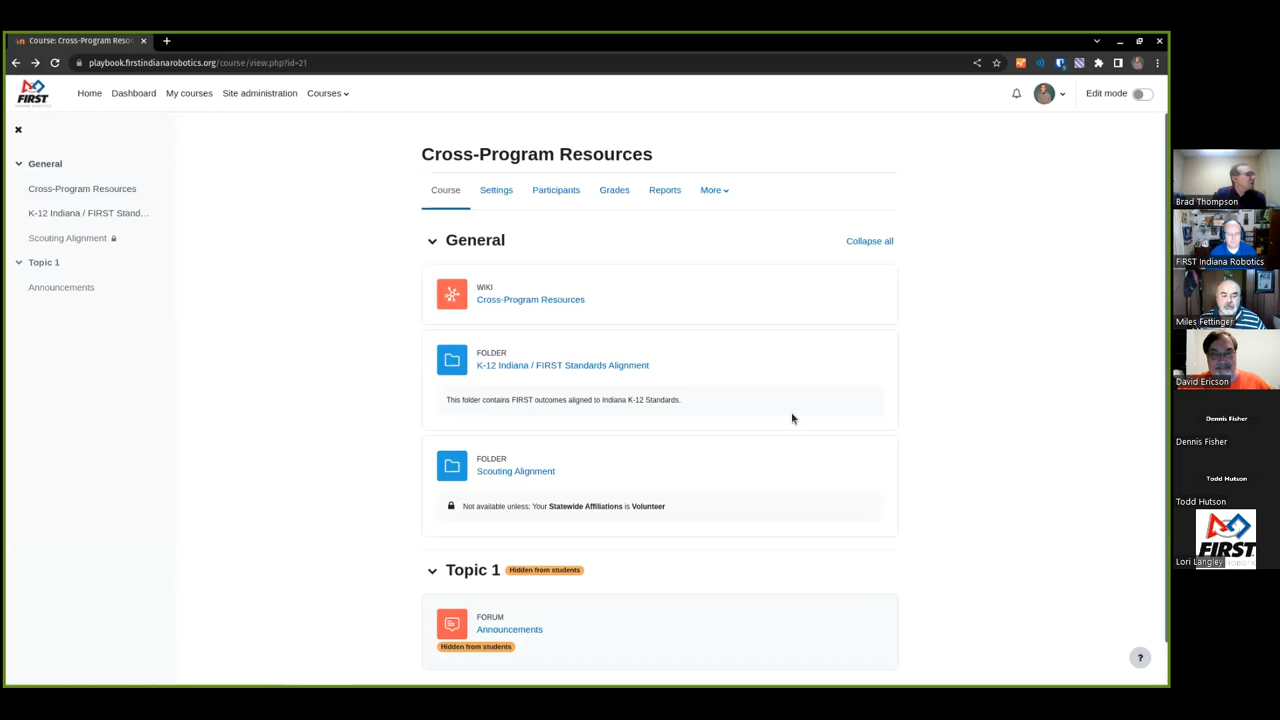 Course: Cross-Program Reso
playbook.firstindianarobotics.org/course/view.php?id=21
FIRST
Home
Dashboard
My courses
Site administration
Courses
Edit mode
General
Cross-Program Resources
K-12 Indiana / FIRST Stand...
Scouting Alignment
Topic 1
Announcements
Cross-Program Resources
Course
Settings
Participants
Grades
Reports
More
General
Collapse all
WIKI
Cross-Program Resources
FOLDER
K-12 Indiana / FIRST Standards Alignment
This folder contains FIRST outcomes aligned to Indiana K-12 Standards.
FOLDER
Scouting Alignment
Not available unless: Your Statewide Affiliations is Volunteer
Topic 1
Hidden from students
FORUM
Announcements
Hidden from students
?
Brad Thompson
FIRST Indiana Robotics
Miles Fettinger
David Ericson
Dennis Fisher
Dennis Fisher
Todd Hutson
Todd Hutson
FIRST
Lori Langley